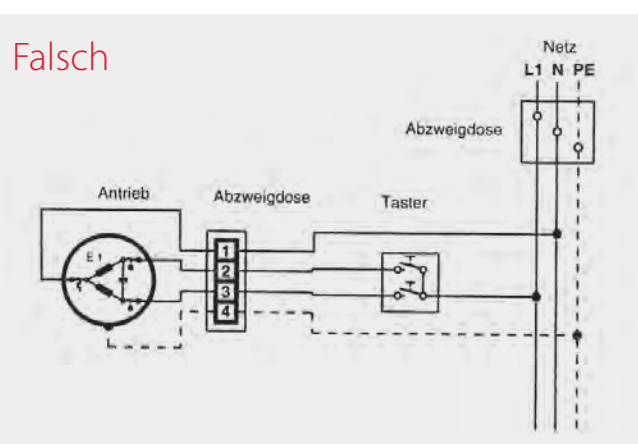 Falsch
Netz
L1 N PE
Abzweigdose
Antrieb
Abzweigdose
Taster
E1
1
2
3
4